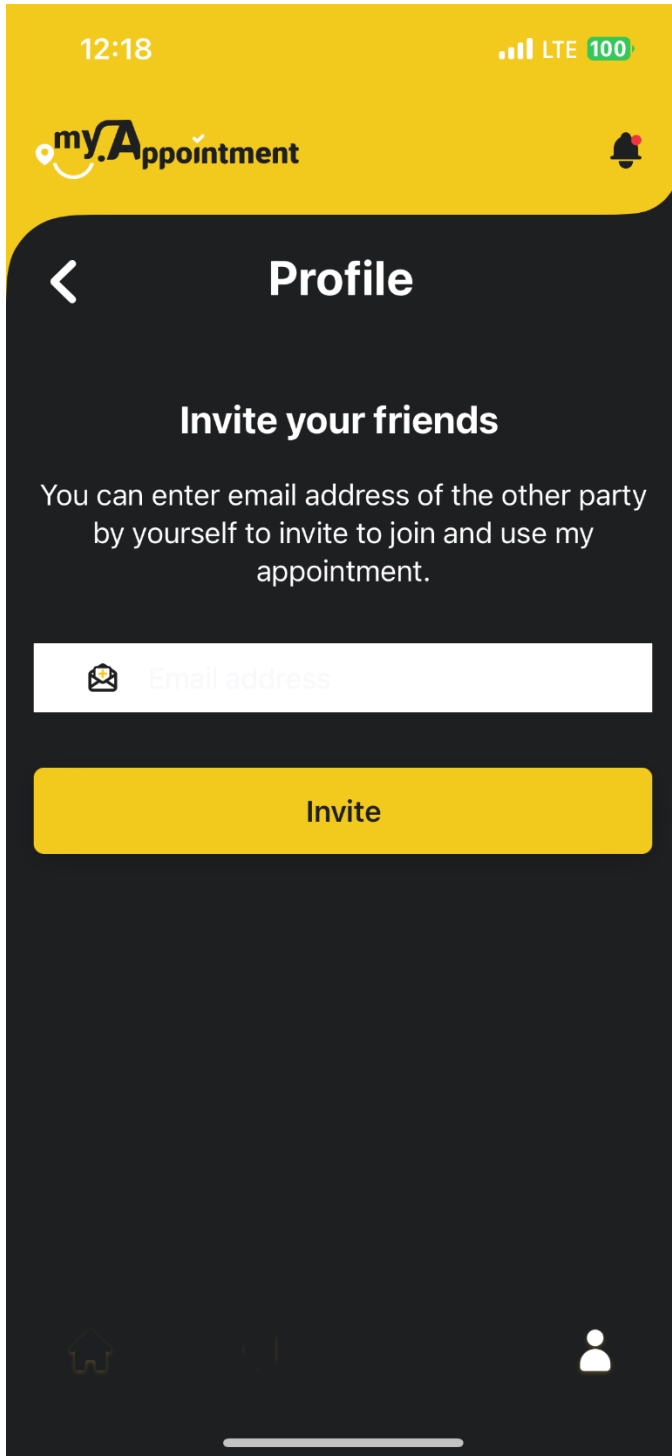 12:18
LTE 100
my.Appointment
Profile
Invite your friends
You can enter email address of the other party
by yourself to invite to join and use my
appointment.
Email address
Invite